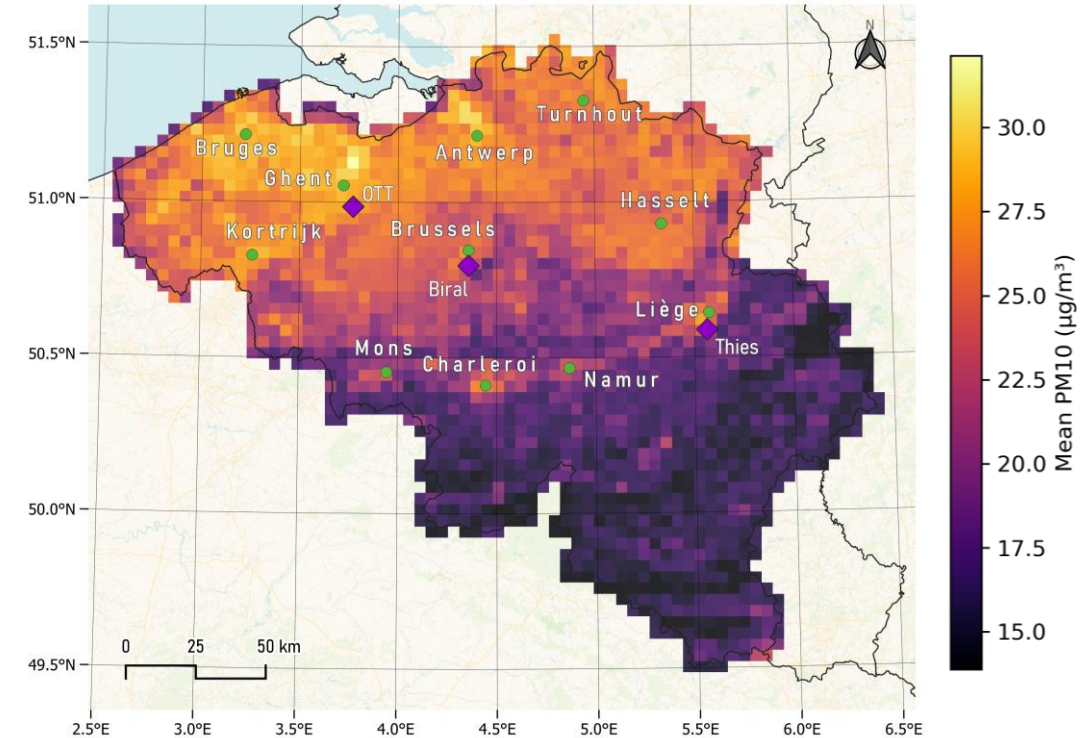 51.5°N
51.0°N
50.5°N
50.0°N
49.5°N
N
Turnhout
Bruges
Antwerp
Ghent
OTT
Hasselt
Kortrijk
Brussels
Biral
Liège
Thies
Mons
Charleroi
Namur
0 25 50 km
2.5°E 3.0°E 3.5°E 4.0°E 4.5°E 5.0°E 5.5°E 6.0°E 6.5°E
30.0
27.5
25.0
22.5
20.0
17.5
15.0
Mean PM10 (μg/m³)